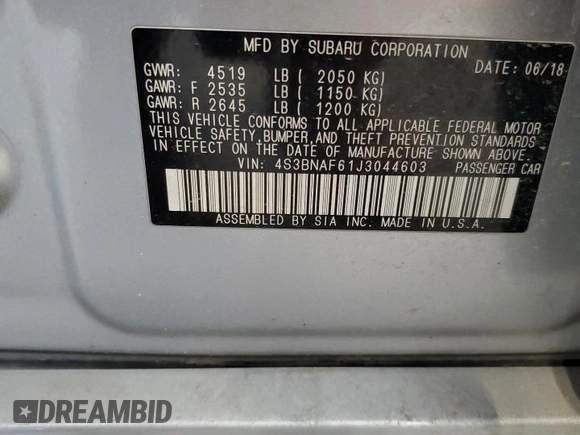 MFD BY SUBARU CORPORATION
GVWR: 4519 LB ( 2050 KG) DATE: 06/18
GAWR: F 2535 LB ( 1150 KG)
GAWR: R 2645 LB ( 1200 KG)
THIS VEHICLE CONFORMS TO ALL APPLICABLE FEDERAL MOTOR
VEHICLE SAFETY, BUMPER, AND THEFT PREVENTION STANDARDS
IN EFFECT ON THE DATE OF MANUFACTURE SHOWN ABOVE.
VIN: 4S3BNAF61J3044603 PASSENGER CAR
ASSEMBLED BY SIA INC. MADE IN U.S.A.
DREAMBID